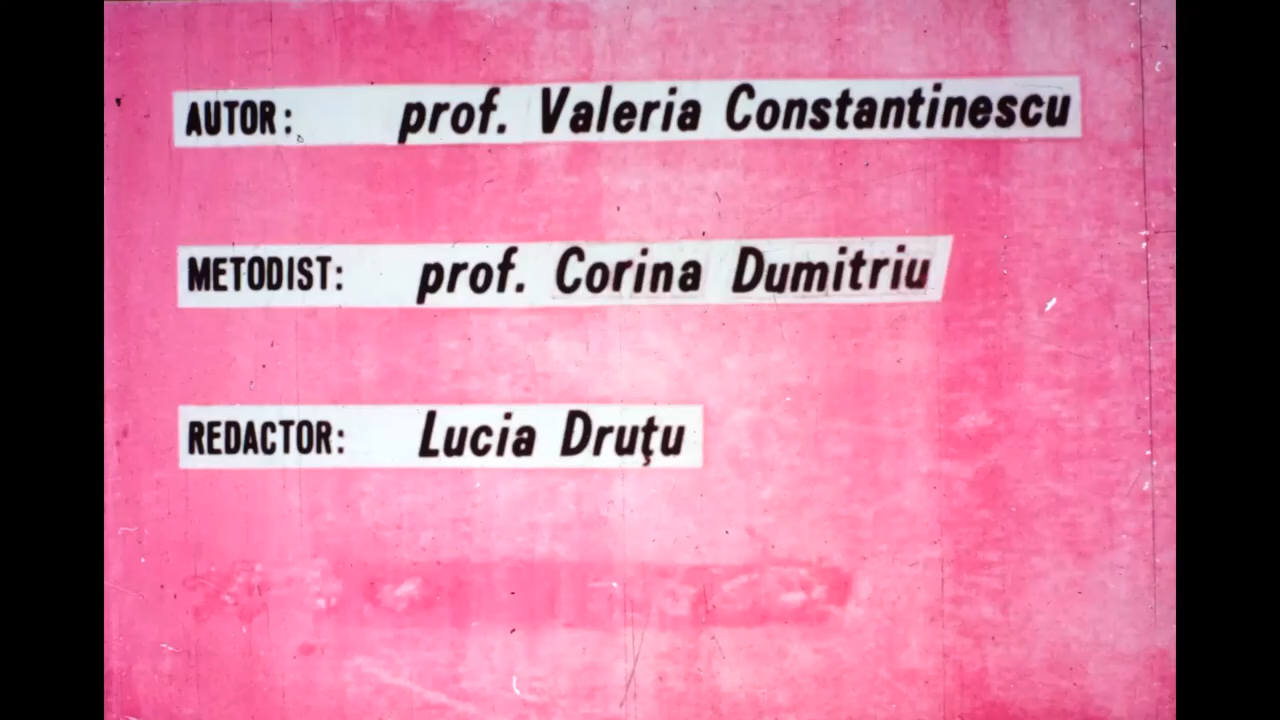 AUTOR: prof. Valeria Constantinescu
METODIST: prof. Corina Dumitriu
REDACTOR: Lucia Druţu